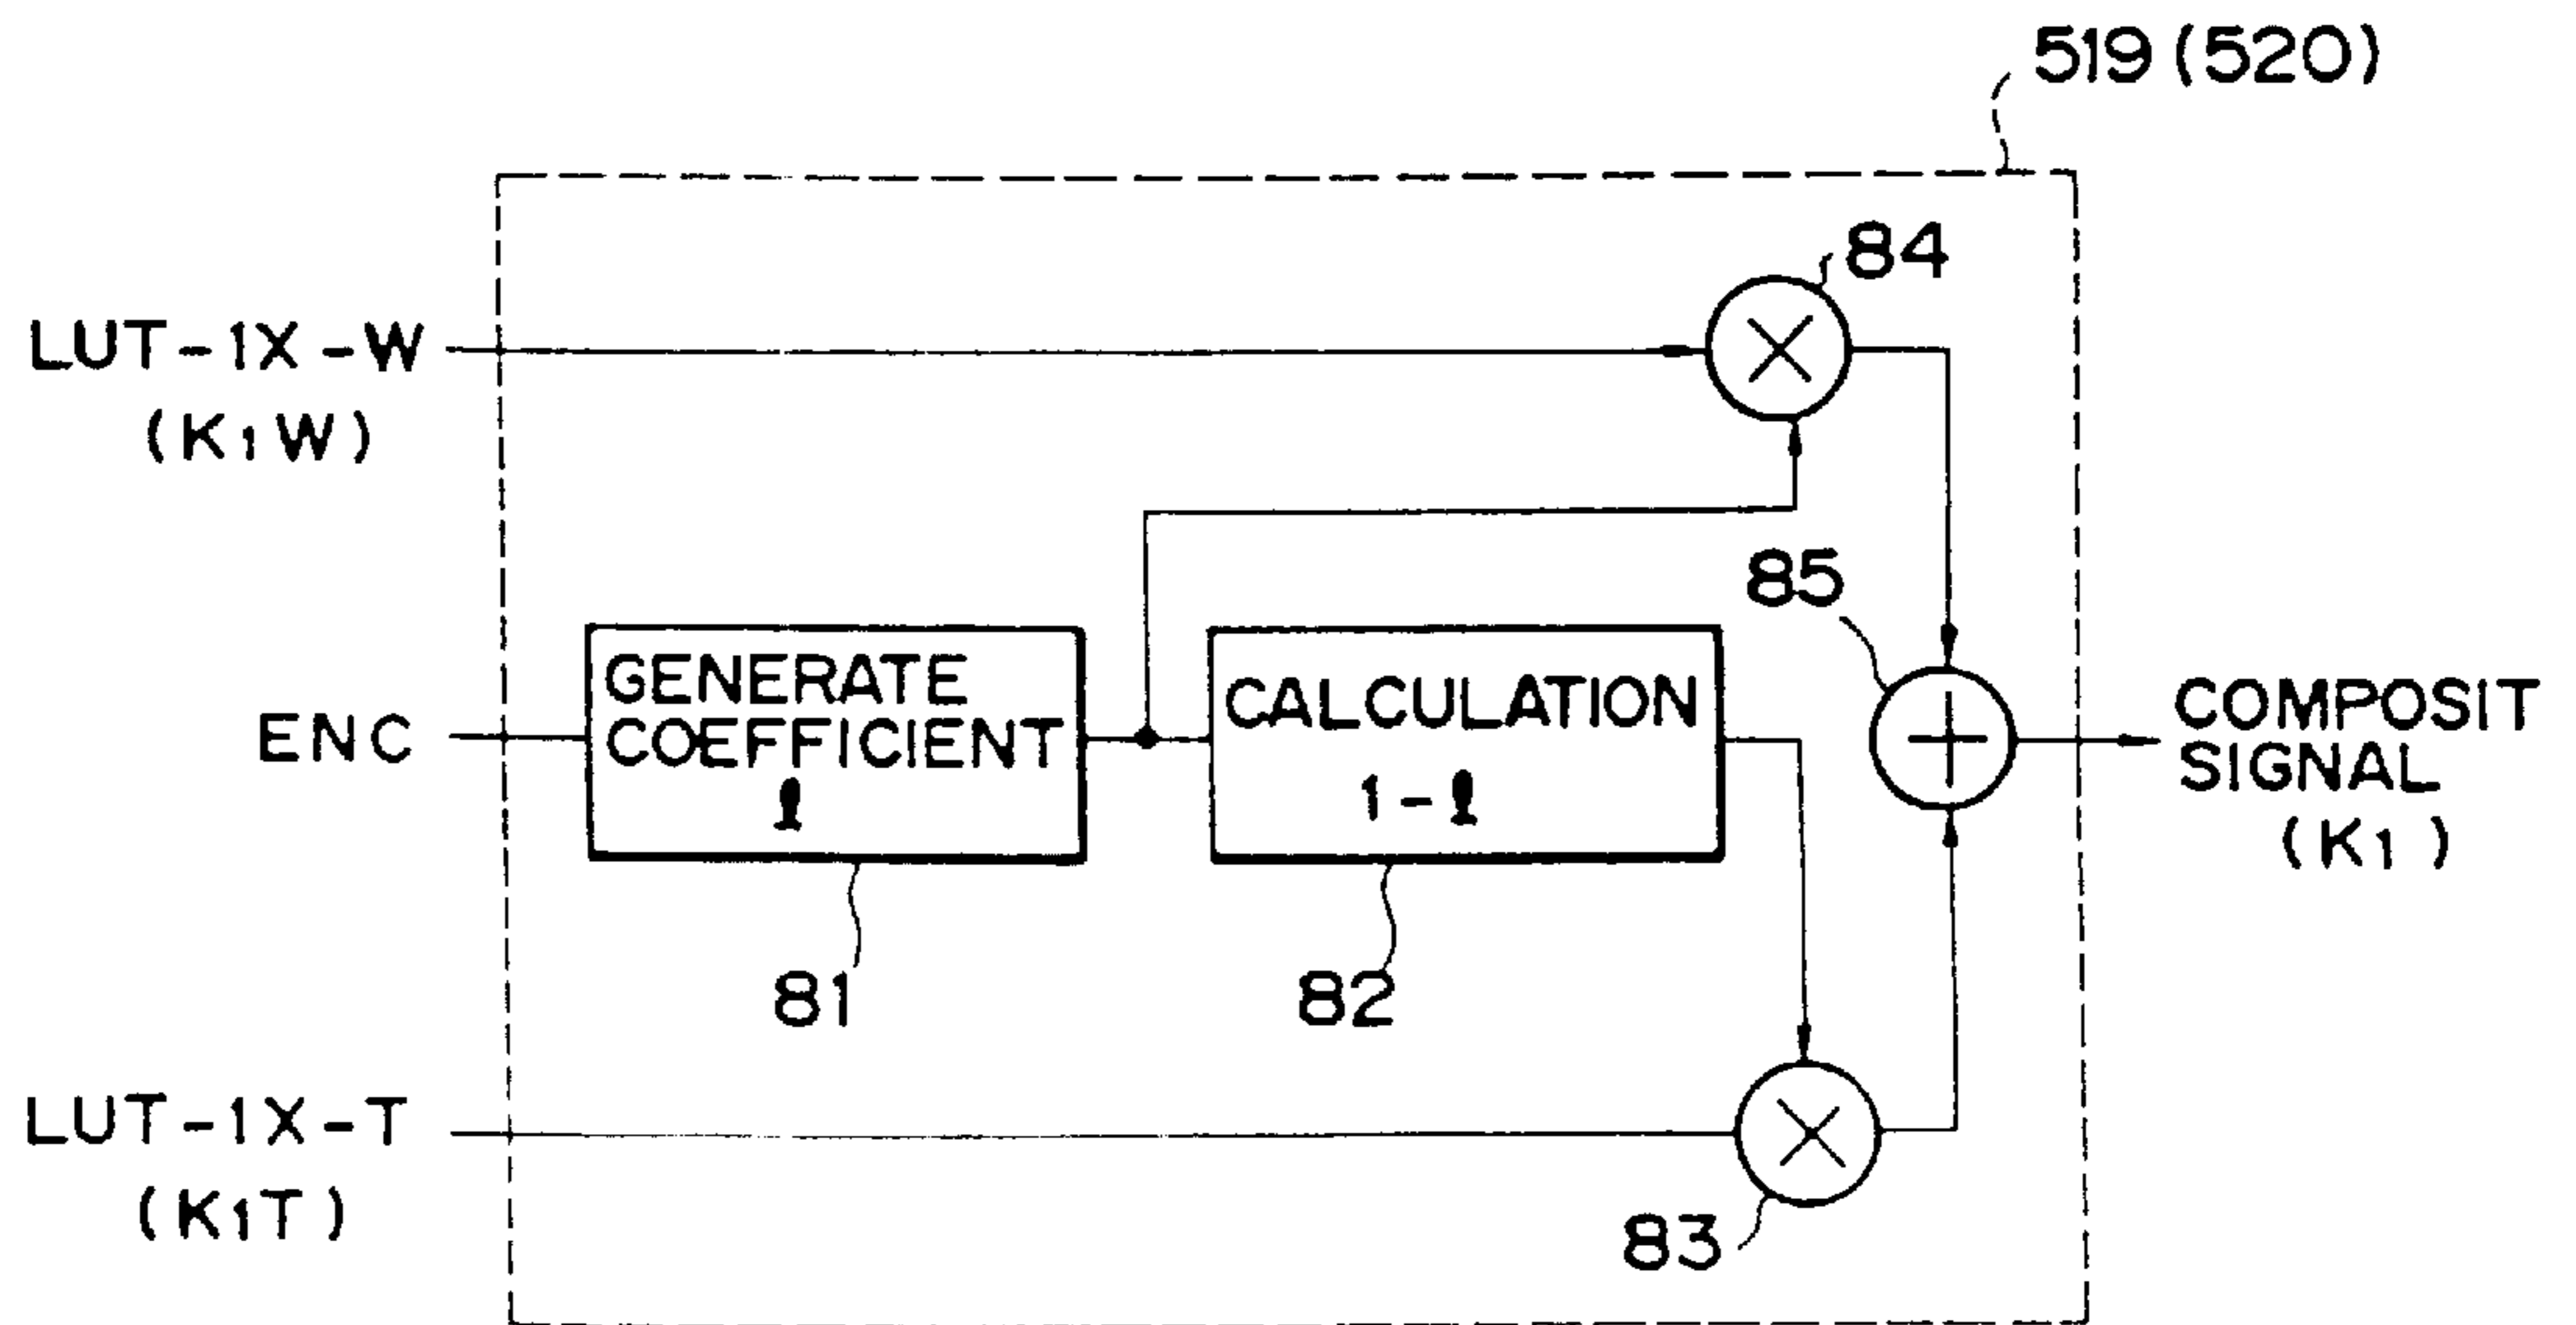 519 (520)
84
LUT-1X-W
(K1W)
85
GENERATE
COEFFICIENT
l
CALCULATION
1-l
ENC
COMPOSIT
SIGNAL
(K1)
81
82
LUT-1X-T
(K1T)
83